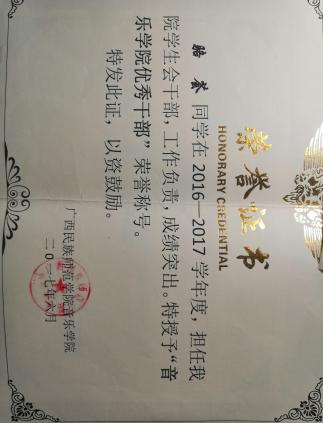 荣誉证书
HONORARY CREDENTIAL
同学在2016—2017学年度，担任我
院学生会干部，工作负责，成绩突出。特授予“音
乐学院优秀干部”荣誉称号。
特发此证，以资鼓励。
广西民族师范学院音乐学院
二〇一七年六月